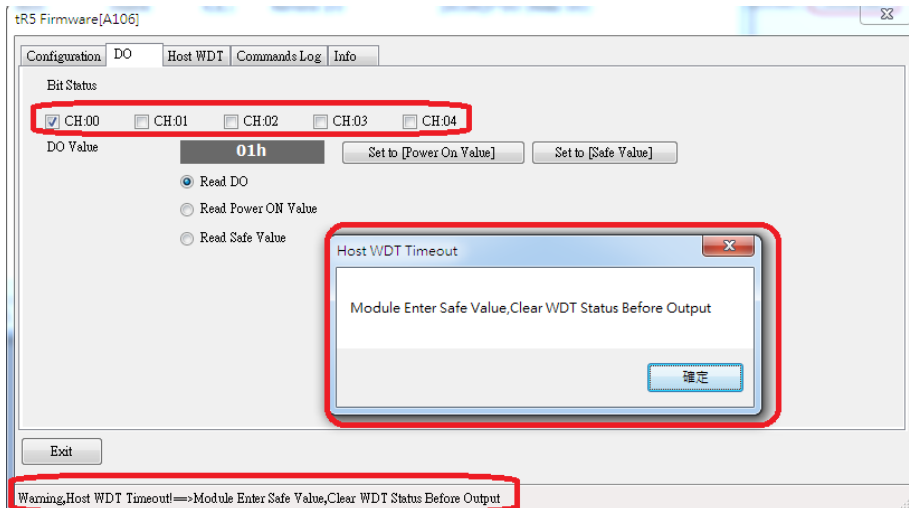 tR5 Firmware[A106]
Configuration DO Host WDT Commands Log Info
Bit Status
CH:00 CH:01 CH:02 CH:03 CH:04
DO Value 01h Set to [Power On Value] Set to [Safe Value]
Read DO
Read Power ON Value
Read Safe Value
Host WDT Timeout
Module Enter Safe Value,Clear WDT Status Before Output
確定
Exit
Warning,Host WDT Timeout!==>Module Enter Safe Value,Clear WDT Status Before Output